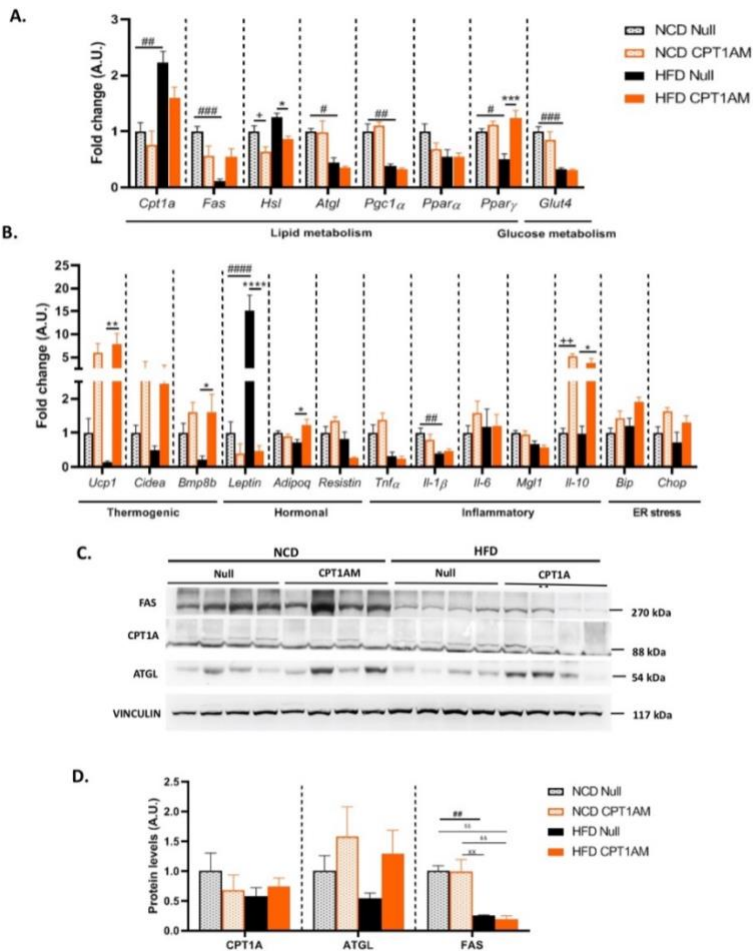 A.
NCD Null
NCD CPT1AM
HFD Null
HFD CPT1AM
Fold change (A.U.)
3
2
1
0
##
###
+
*
#
##
#
***
###
Cpt1a Fas Hsl Atgl Pgc1α Pparα Pparγ Glut4
Lipid metabolism Glucose metabolism
B.
Fold change (A.U.)
25
20
15
10
5
2
1
0
**
*
####
****
*
##
++
*
Ucp1 Cidea Bmp8b Leptin Adipoq Resistin Tnfα Il-1β Il-6 Mgl1 Il-10 Bip Chop
Thermogenic Hormonal Inflammatory ER stress
C.
NCD HFD
Null CPT1AM Null CPT1A
FAS 270 kDa
CPT1A 88 kDa
ATGL 54 kDa
VINCULIN 117 kDa
D.
Protein levels (A.U.)
2.5
2.0
1.5
1.0
0.5
0.0
##
CPT1A ATGL FAS
NCD Null
NCD CPT1AM
HFD Null
HFD CPT1AM